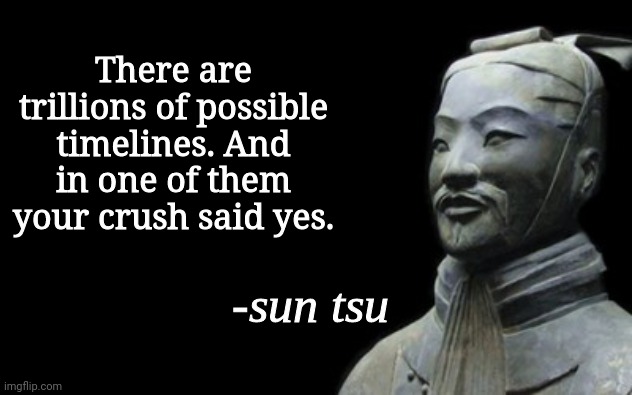 There are
trillions of possible
timelines. And
in one of them
your crush said yes.
-sun tsu
imgflip.com